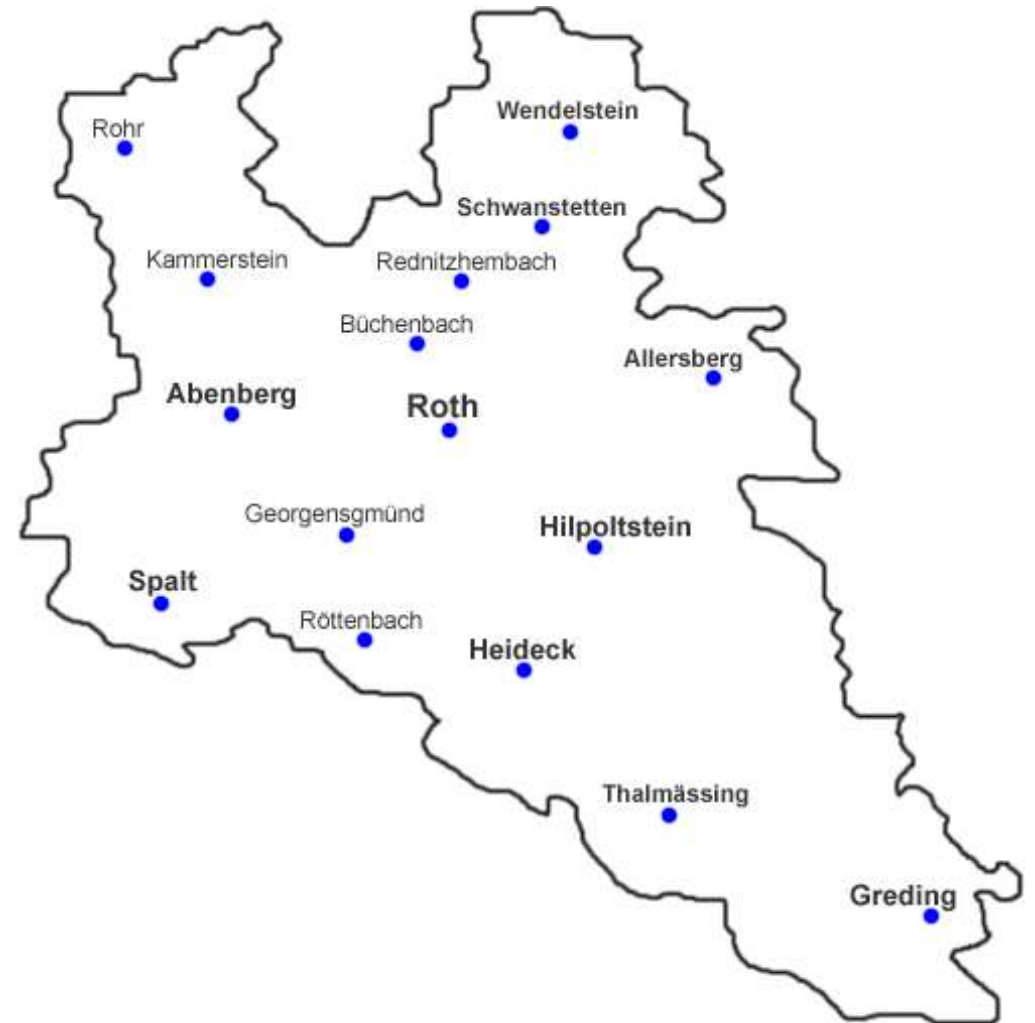 Wendelstein
Rohr
Schwanstetten
Kammerstein
Rednitzhembach
Büchenbach
Allersberg
Abenberg
Roth
Georgensgmünd
Hilpoltstein
Spalt
Röttenbach
Heideck
Thalmässing
Greding